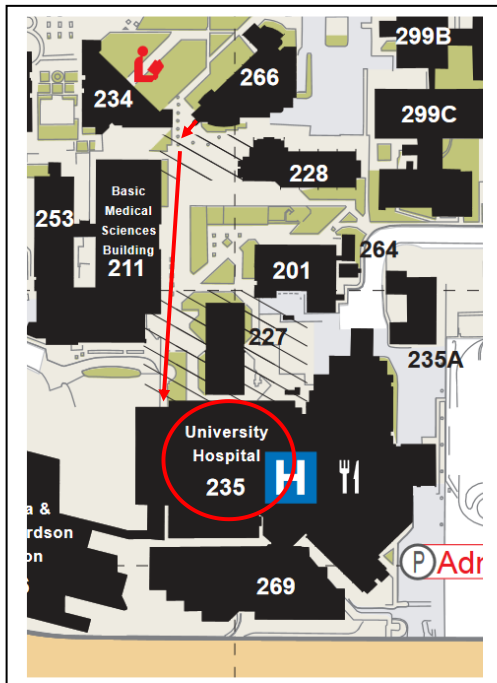 299B
234
266
299C
228
Basic
Medical
Sciences
Building
253
211
264
201
227
235A
University
Hospital
235
H
a &
rdson
on
P Adr
269